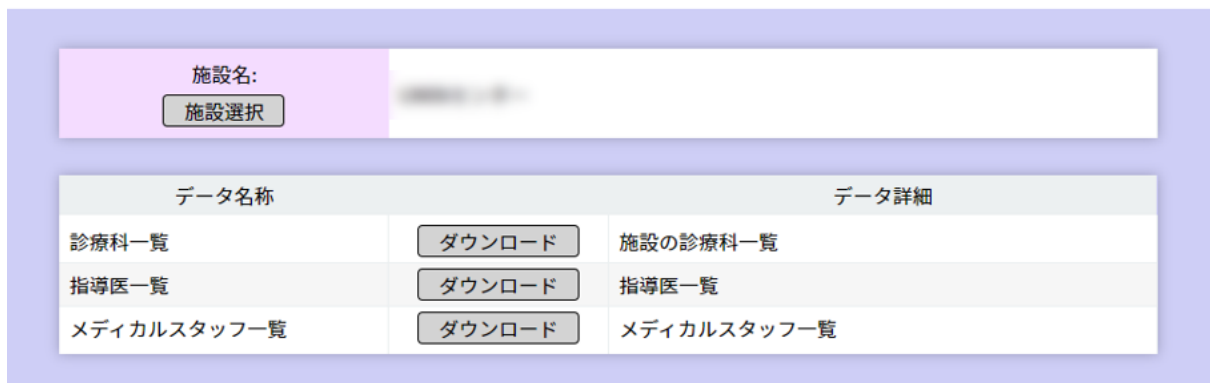 施設名:
施設選択
データ名称 データ詳細
診療科一覧 ダウンロード 施設の診療科一覧
指導医一覧 ダウンロード 指導医一覧
メディカルスタッフ一覧 ダウンロード メディカルスタッフ一覧